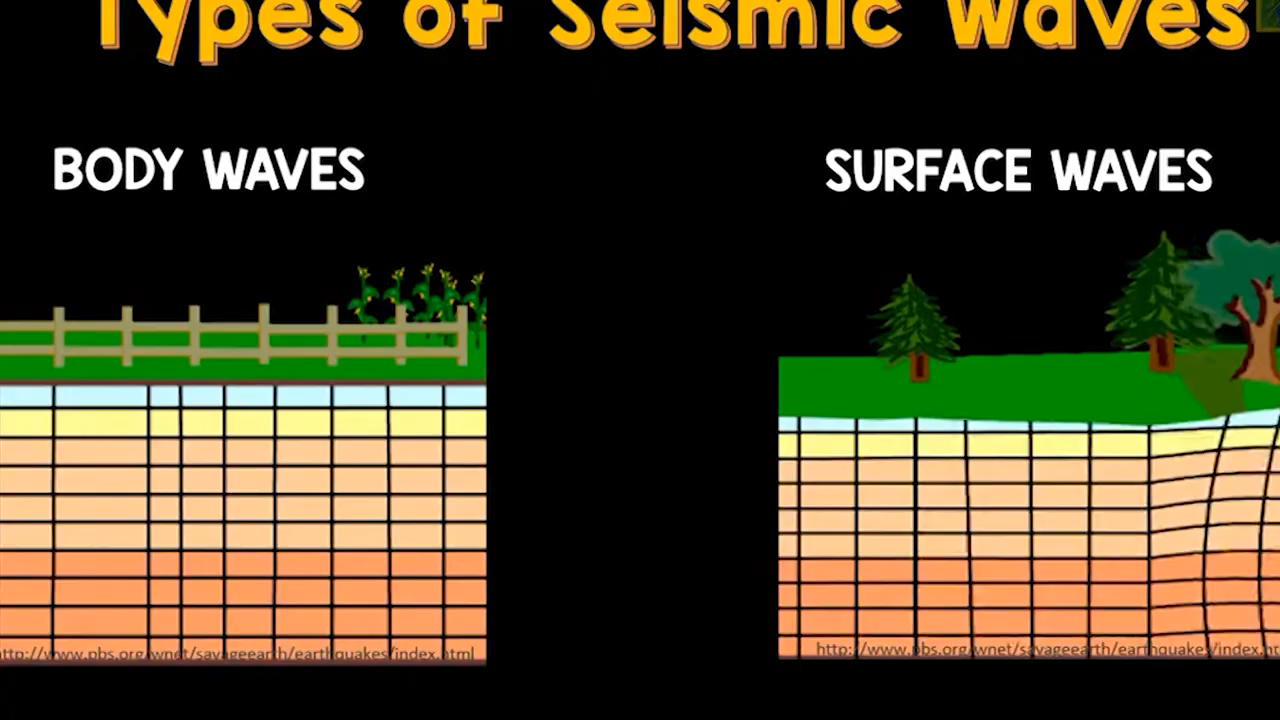 Types of Seismic Waves
BODY WAVES
SURFACE WAVES
http://www.pbs.org/wnet/savageearth/earthquakes/index.html
http://www.pbs.org/wnet/savageearth/earthquakes/index.ht